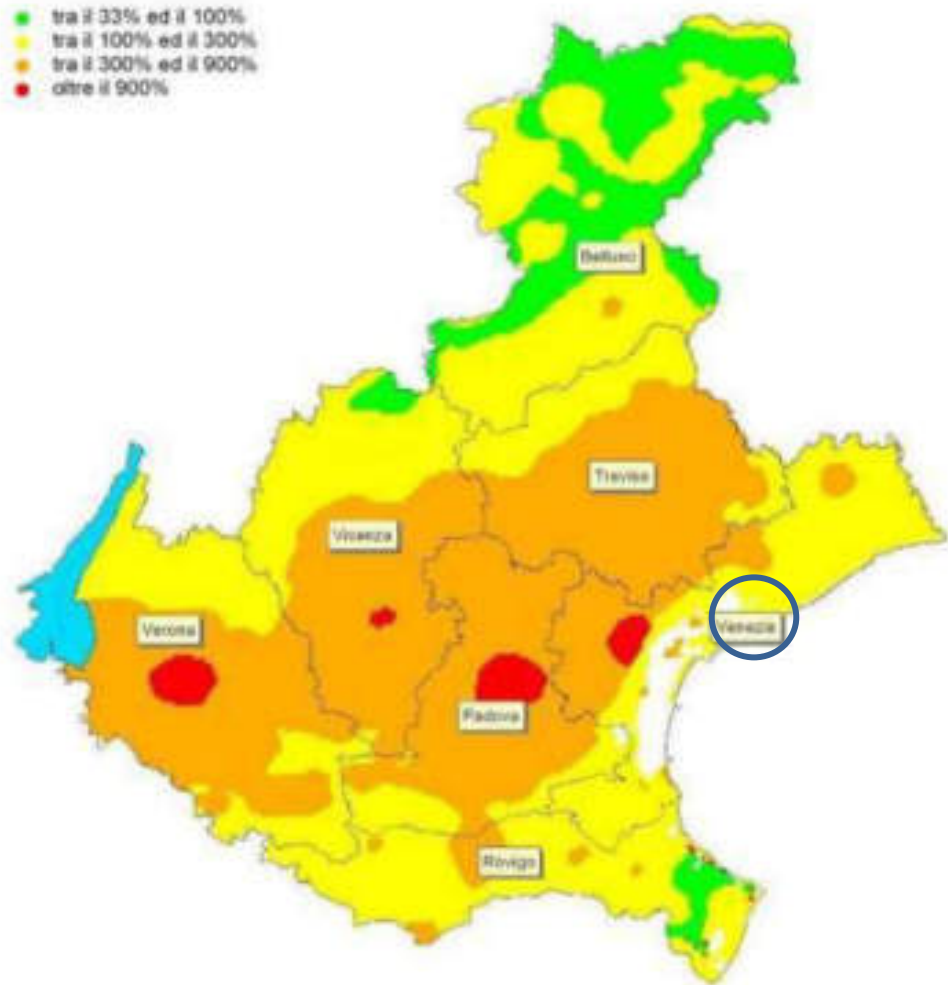 tra il 33% ed il 100%
tra il 100% ed il 300%
tra il 300% ed il 900%
oltre il 900%
Belluno
Treviso
Vicenza
Venezia
Verona
Padova
Rovigo